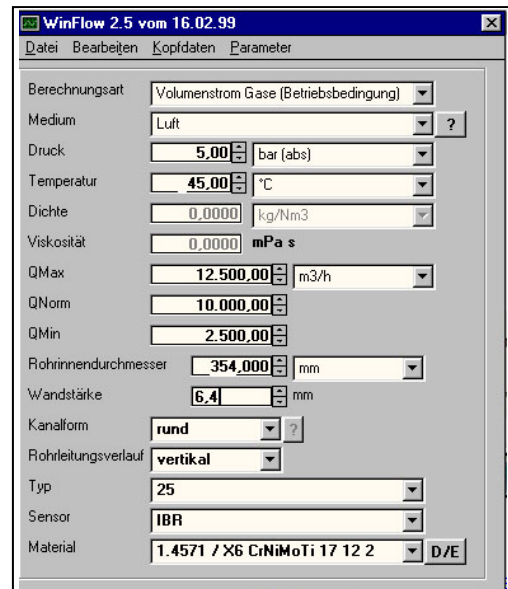 WinFlow 2.5 vom 16.02.99
Datei Bearbeiten Kopfdaten Parameter
Berechnungsart Volumenstrom Gase (Betriebsbedingung)
Medium Luft ?
Druck 5,00 bar (abs)
Temperatur 45,00 °C
Dichte 0,0000 kg/Nm3
Viskosität 0,0000 mPa s
QMax 12.500,00 m3/h
QNorm 10.000,00
QMin 2.500,00
Rohrinnendurchmesser 354,000 mm
Wandstärke 6,4 mm
Kanalform rund ?
Rohrleitungsverlauf vertikal
Typ 25
Sensor IBR
Material 1.4571 / X6 CrNiMoTi 17 12 2 D/E